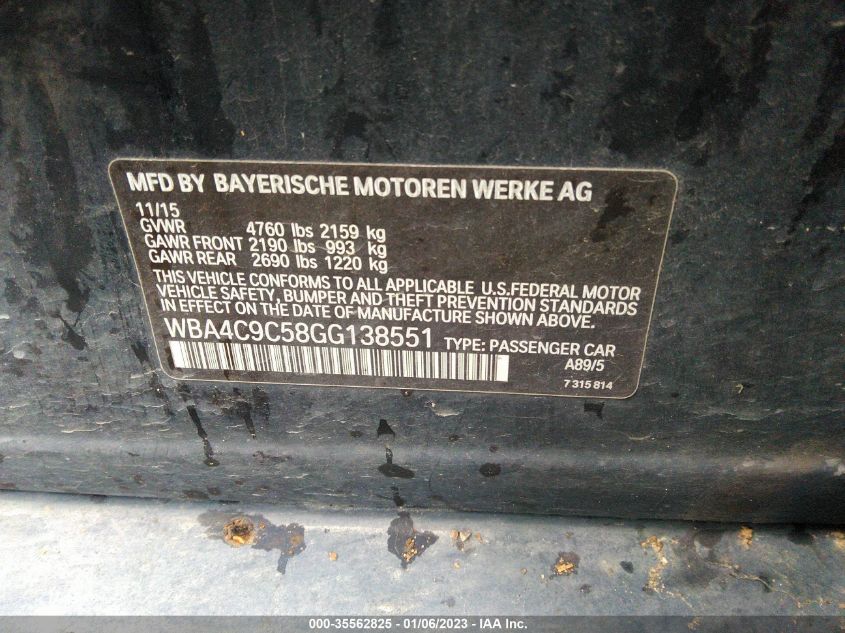 MFD BY BAYERISCHE MOTOREN WERKE AG
11/15
GVWR 4760 lbs 2159 kg
GAWR FRONT 2190 lbs 993 kg
GAWR REAR 2690 lbs 1220 kg
THIS VEHICLE CONFORMS TO ALL APPLICABLE U.S.FEDERAL MOTOR
VEHICLE SAFETY, BUMPER AND THEFT PREVENTION STANDARDS
IN EFFECT ON THE DATE OF MANUFACTURE SHOWN ABOVE.
WBA4C9C58GG138551 TYPE: PASSENGER CAR
A89/5
7 315 814
000-35562825 - 01/06/2023 - IAA Inc.